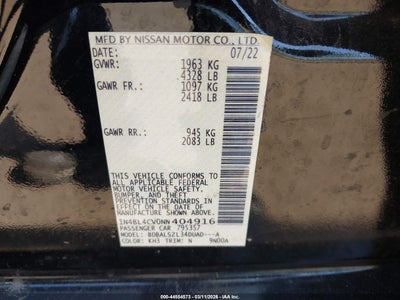 MFD BY NISSAN MOTOR CO., LTD.
DATE: 07/22
GVWR: 1963 KG
4328 LB
GAWR FR: 1097 KG
2418 LB
GAWR RR: 945 KG
2083 LB
THIS VEHICLE CONFORMS TO ALL
APPLICABLE FEDERAL
MOTOR VEHICLE SAFETY,
BUMPER, AND THEFT
PREVENTION STANDARDS
IN EFFECT ON THE DATE OF
MANUFACTURE SHOWN ABOVE.
1N4BL4CV0NN404916
PASSENGER CAR
COLOR: KH3 TRIM: N
000-44554573 - 03/11/2026 - IAA